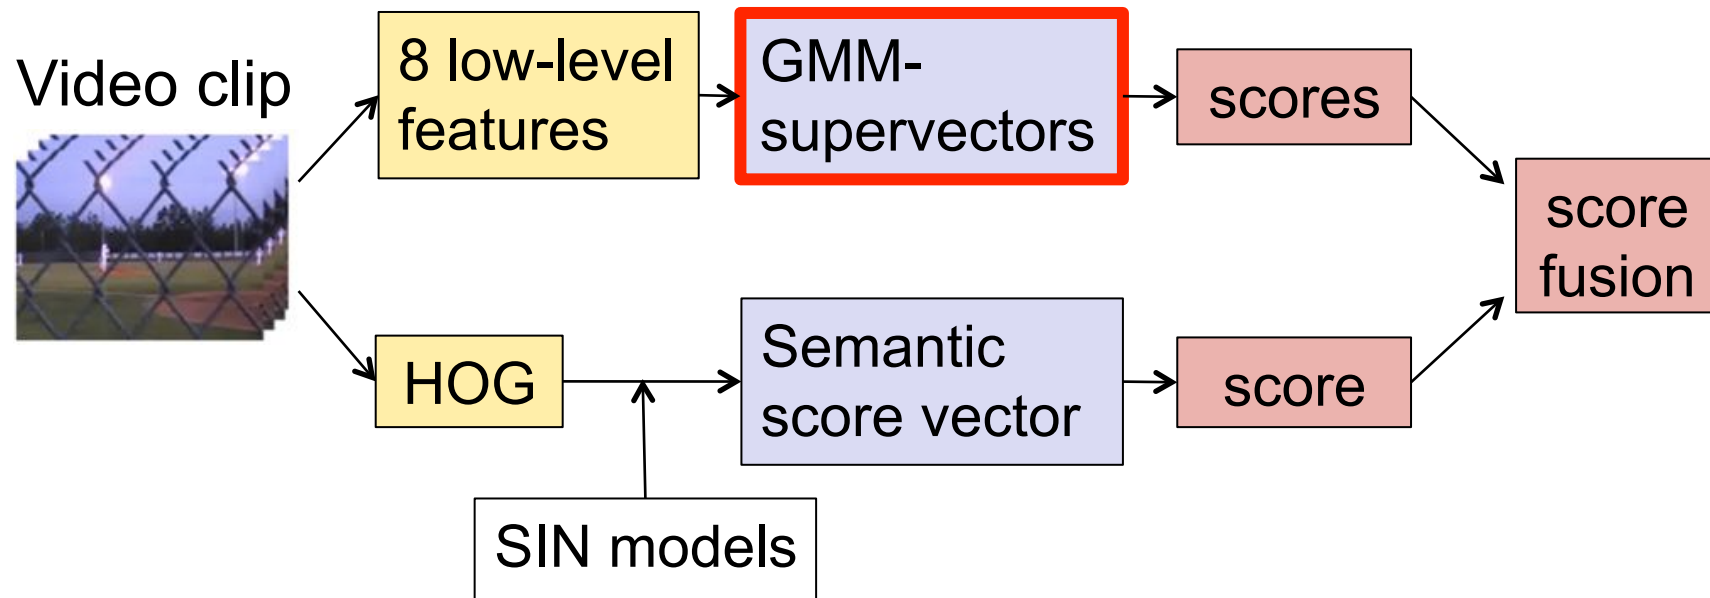 Video clip
8 low-level
features
GMM-
supervectors
scores
score
fusion
HOG
Semantic
score vector
score
SIN models